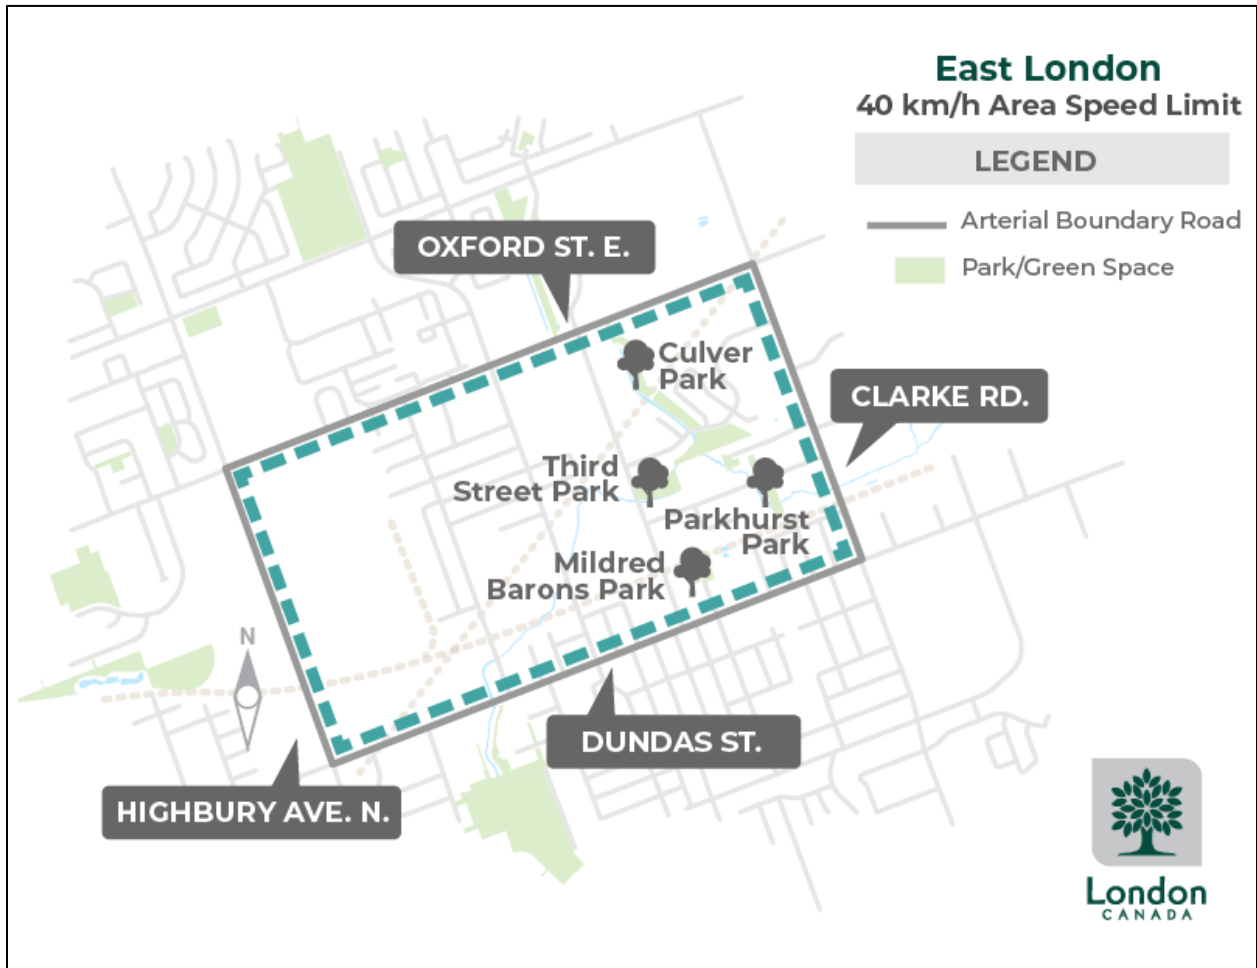 East London
40 km/h Area Speed Limit
LEGEND
Arterial Boundary Road
Park/Green Space
OXFORD ST. E.
Culver
Park
CLARKE RD.
Third
Street Park
Parkhurst
Park
Mildred
Barons Park
N
DUNDAS ST.
HIGHBURY AVE. N.
London
CANADA